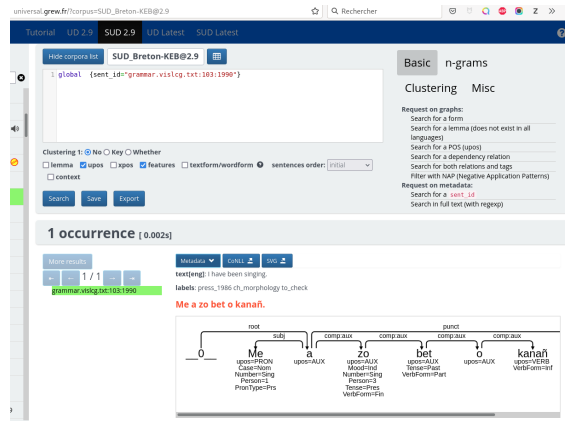 universal.grew.fr/?corpus=SUD_Breton-KEB@2.9
Rechercher
Tutorial UD 2.9 SUD 2.9 UD Latest SUD Latest
Hide corpora list SUD_Breton-KEB@2.9
1 global {sent_id="grammar.vislcg.txt:103:1990"}
Clustering 1: No Key Whether
lemma upos xpos features textform/wordform sentences order: initial
context
Search Save Export
Basic n-grams
Clustering Misc
Request on graphs:
Search for a form
Search for a lemma (does not exist in all
languages)
Search for a POS (upos)
Search for a dependency relation
Search for both relations and tags
Filter with NAP (Negative Application Patterns)
Request on metadata:
Search for a sent_id
Search in full text (with regexp)
1 occurrence [ 0.002s]
More results
1 / 1
grammar.vislcg.txt:103:1990
Metadata CoNLL SVG
text[eng]: I have been singing.
labels: press_1986 ch_morphology to_check
Me a zo bet o kanañ.
root punct
subj comp:aux comp:aux comp:aux comp:aux
__0__ Me a zo bet o kanañ
upos=PRON upos=AUX upos=AUX upos=AUX upos=AUX upos=VERB
Case=Nom Mood=Ind Tense=Past VerbForm=Inf
Number=Sing Number=Sing VerbForm=Part
Person=1 Person=3
PronType=Prs Tense=Pres
VerbForm=Fin